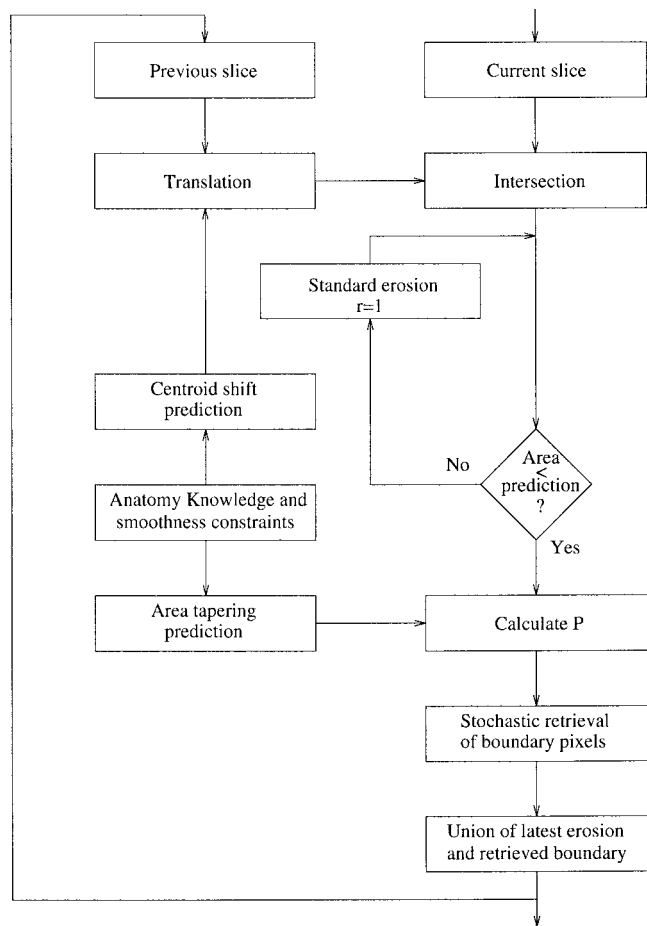 Previous slice
Current slice
Translation
Intersection
Standard erosion
r=1
Centroid shift
prediction
Area
<
prediction
?
No
Yes
Anatomy Knowledge and
smoothness constraints
Area tapering
prediction
Calculate P
Stochastic retrieval
of boundary pixels
Union of latest erosion
and retrieved boundary